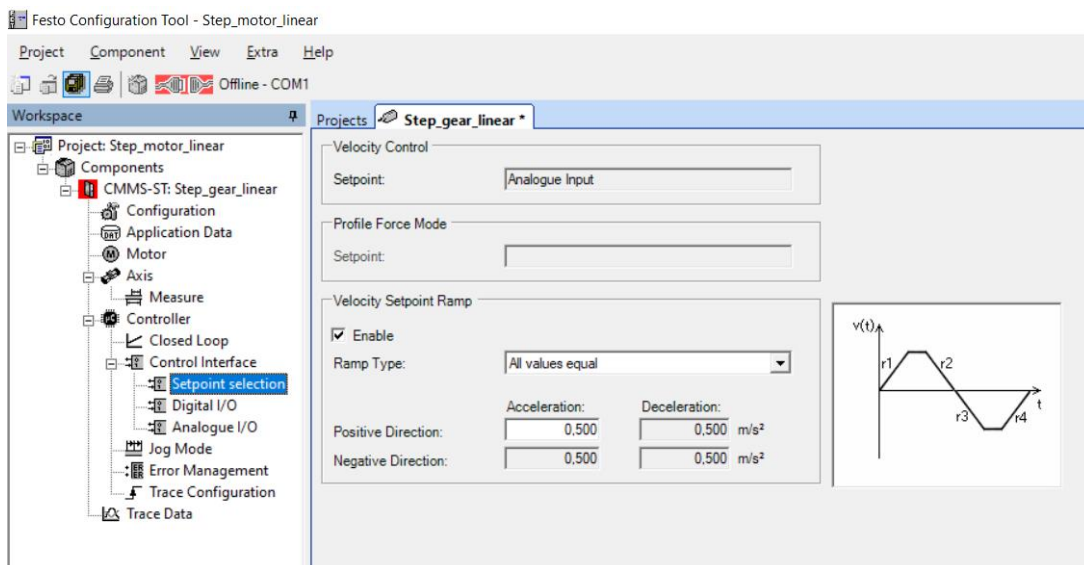 Festo Configuration Tool - Step_motor_linear
Project Component View Extra Help
Offline - COM1
Workspace
Project: Step_motor_linear
Components
CMMS-ST: Step_gear_linear
Configuration
DAT Application Data
M Motor
Axis
Measure
µC Controller
Closed Loop
Control Interface
Setpoint selection
Digital I/O
Analogue I/O
Jog Mode
Error Management
Trace Configuration
Trace Data
Projects Step_gear_linear *
Velocity Control
Setpoint: Analogue Input
Profile Force Mode
Setpoint:
Velocity Setpoint Ramp
Enable
Ramp Type: All values equal
Acceleration: Deceleration:
Positive Direction: 0,500 0,500 m/s²
Negative Direction: 0,500 0,500 m/s²
v(t)
r1 r2
t
r3 r4